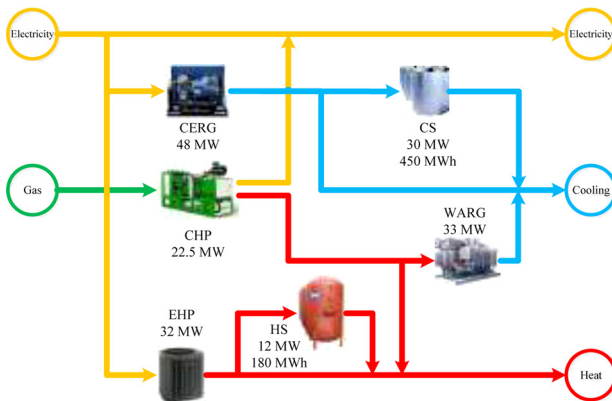 Electricity
Electricity
CERG
48 MW
CS
30 MW
450 MWh
Gas
Cooling
CHP
22.5 MW
WARG
33 MW
EHP
32 MW
HS
12 MW
180 MWh
Heat